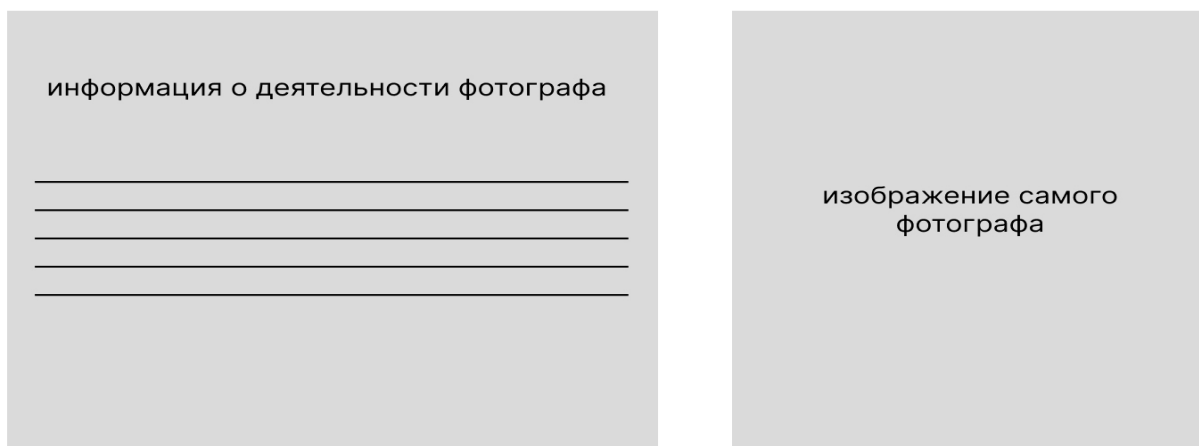 информация о деятельности фотографа
изображение самого
фотографа